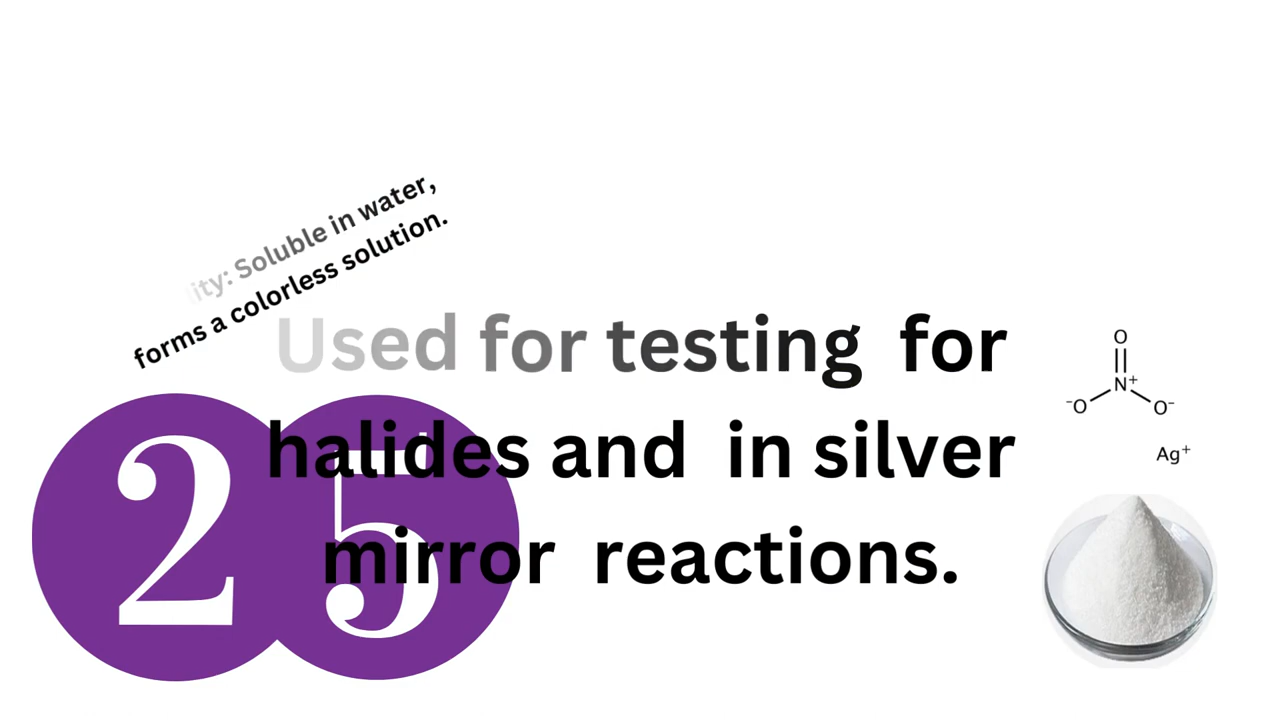 ity: Soluble in water,
forms a colorless solution.
Used for testing for
halides and in silver
mirror reactions.
25
O
N+
-O O-
Ag+